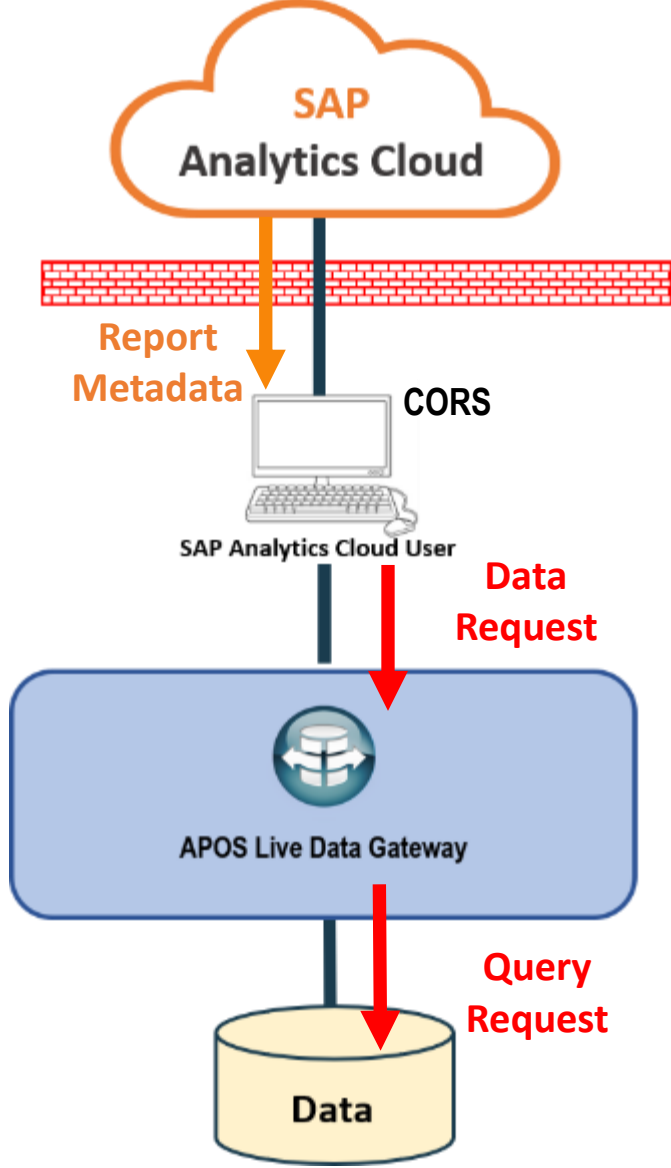 SAP
Analytics Cloud
Report
Metadata
CORS
SAP Analytics Cloud User
Data
Request
APOS Live Data Gateway
Query
Request
Data